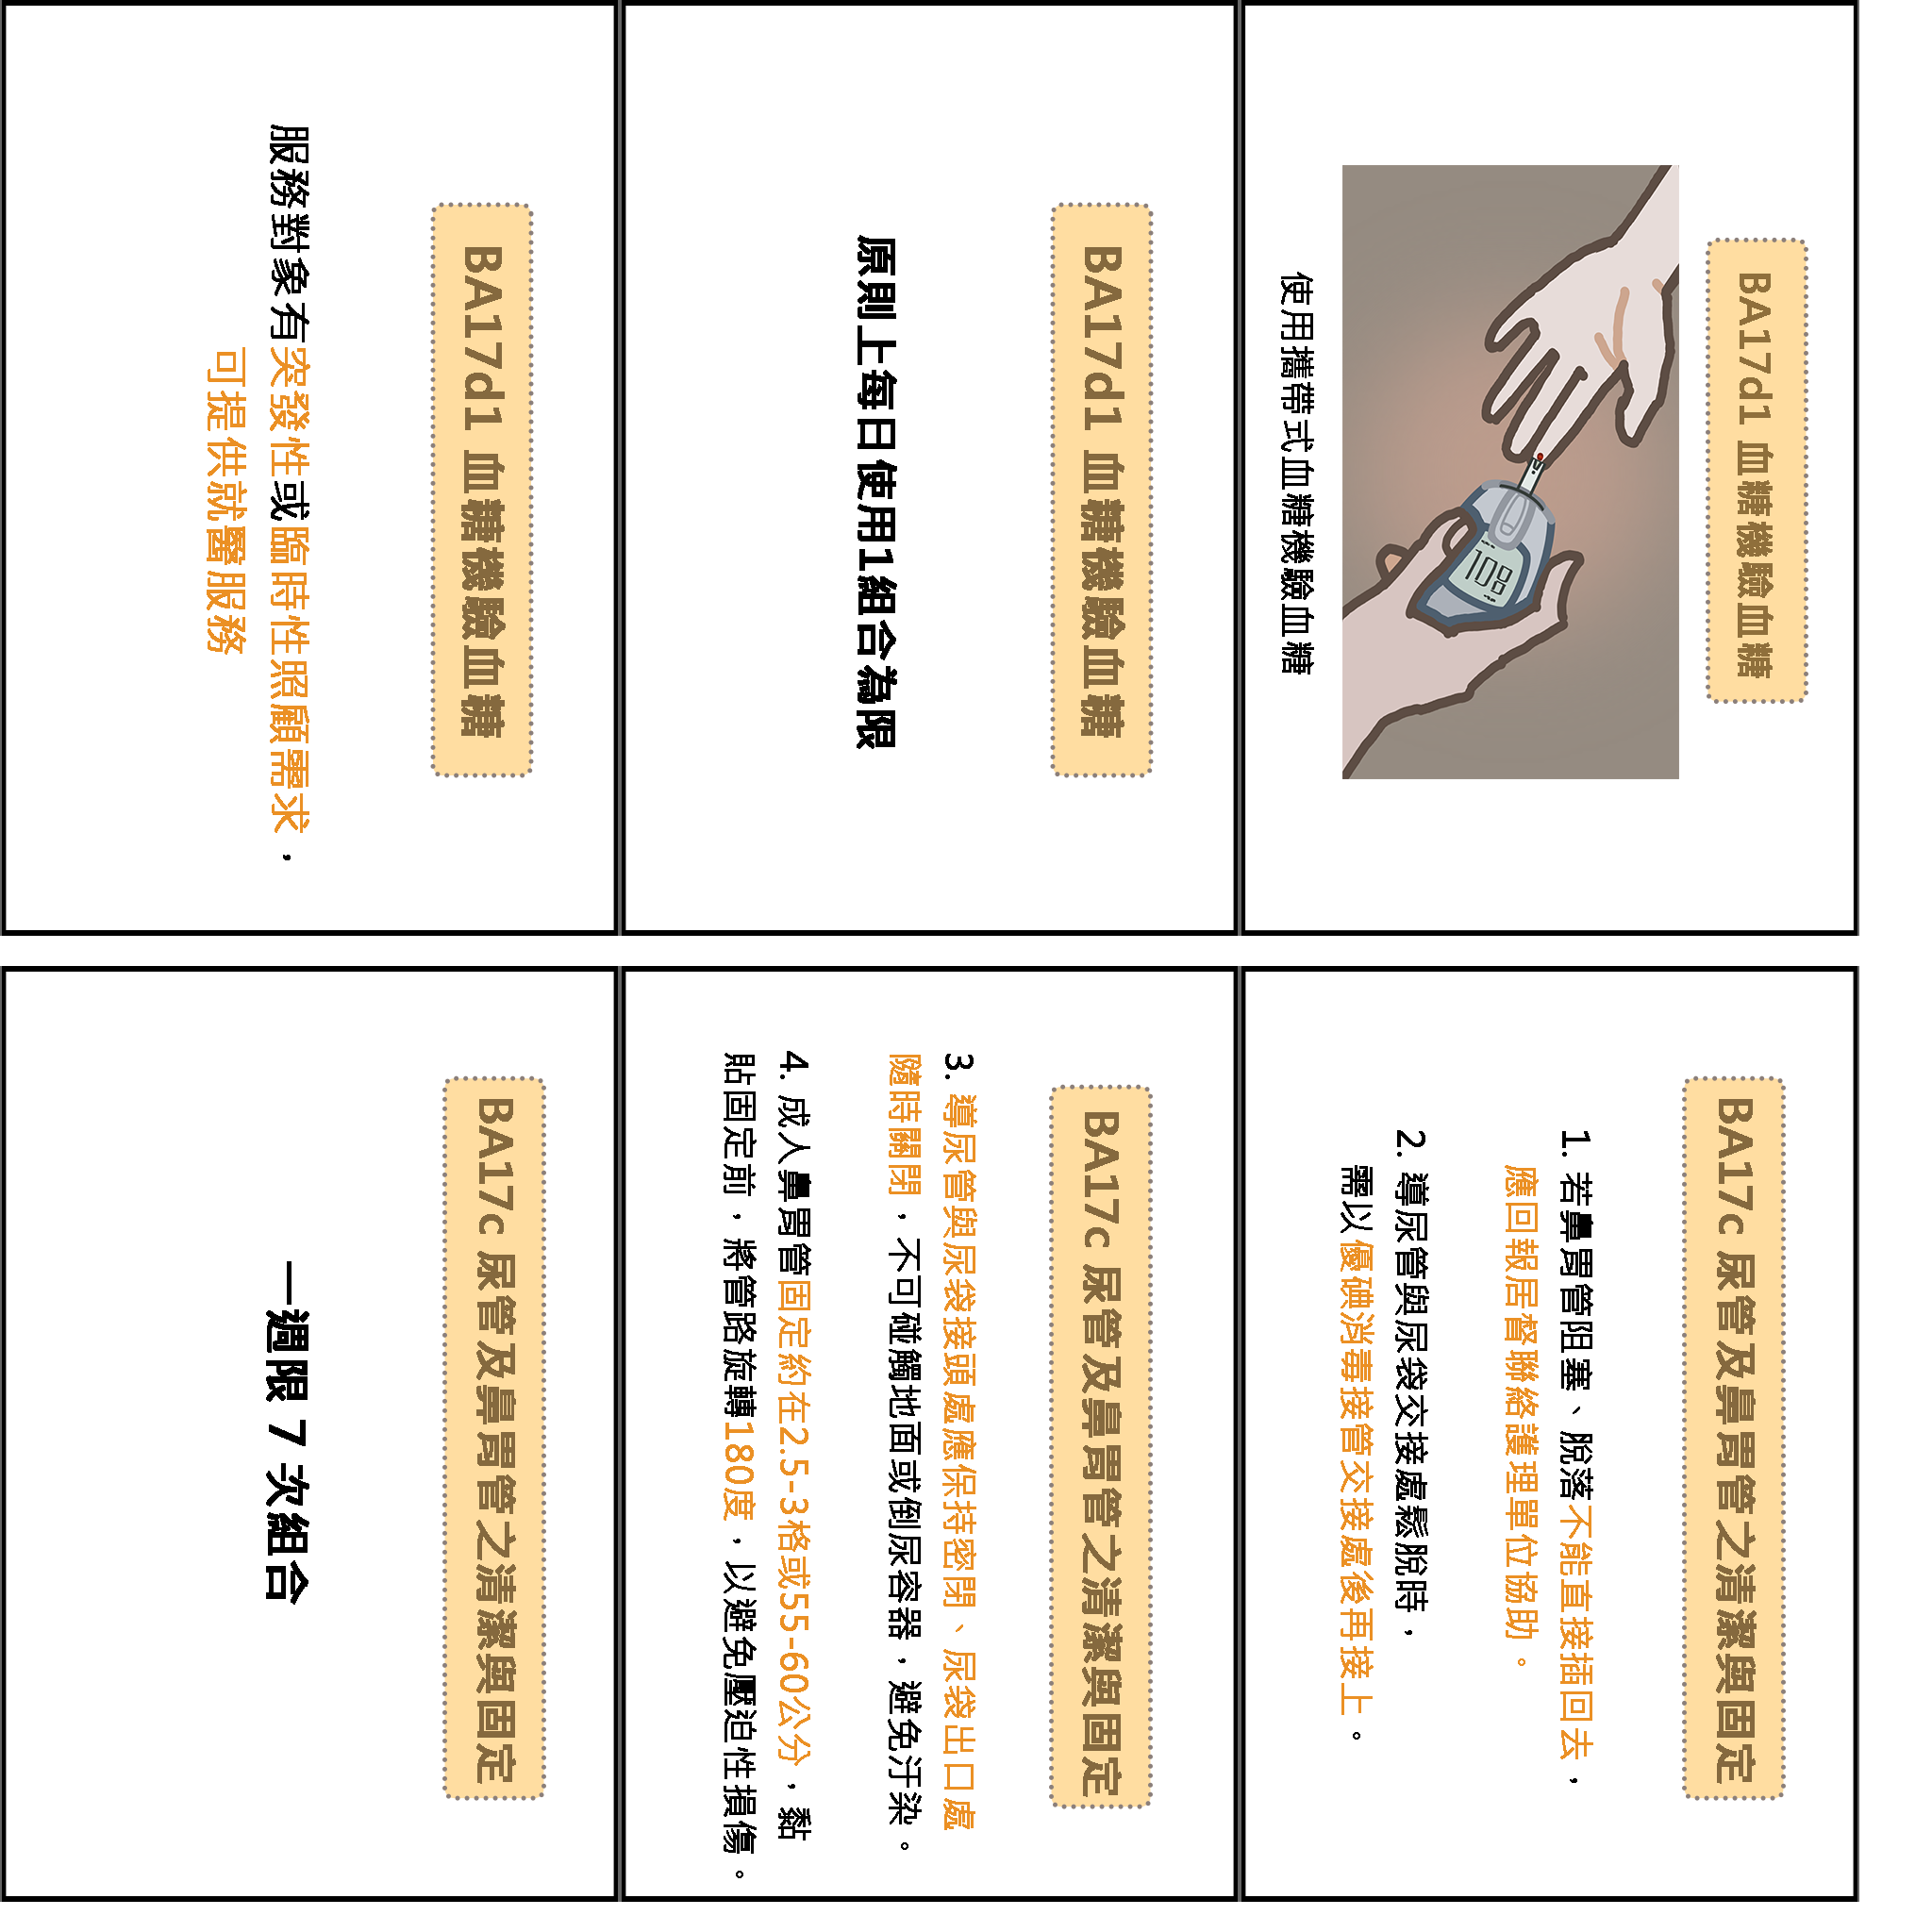 BA17d1 血糖機驗血糖
108
使用攜帶式血糖機驗血糖
BA17d1 血糖機驗血糖
原則上每日使用1組合為限
BA17d1 血糖機驗血糖
服務對象有突發性或臨時性照顧需求，
可提供就醫服務
BA17c 尿管及鼻胃管之清潔與固定
1. 若鼻胃管阻塞、脫落不能直接插回去，
應回報居督聯絡護理單位協助。
2. 導尿管與尿袋交接處鬆脫時，
需以優碘消毒接管交接處後再接上。
BA17c 尿管及鼻胃管之清潔與固定
3. 導尿管與尿袋接頭處應保持密閉、尿袋出口處
隨時關閉，不可碰觸地面或倒尿容器，避免汙染。
4. 成人鼻胃管固定約在2.5-3格或55-60公分，黏
貼固定前，將管路旋轉180度，以避免壓迫性損傷。
BA17c 尿管及鼻胃管之清潔與固定
一週限 7 次組合